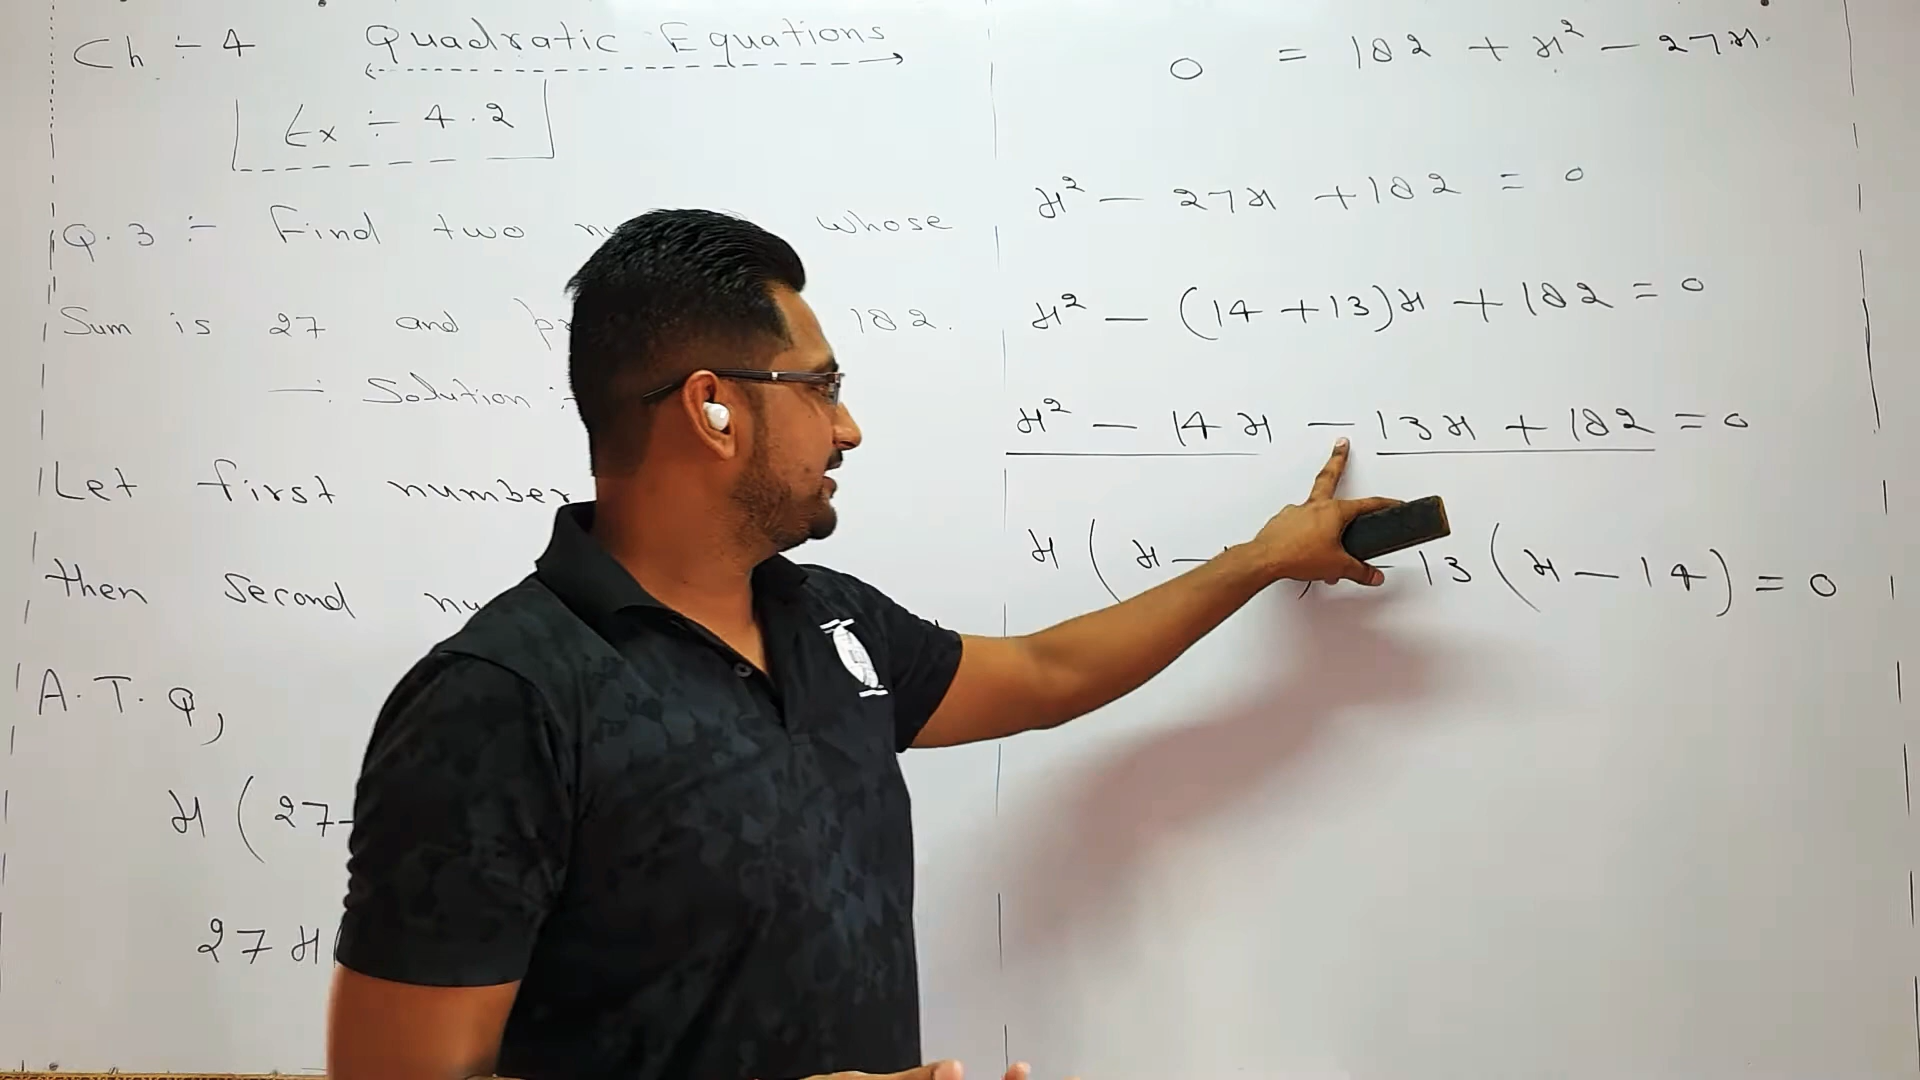 Ch ÷ 4 Quadratic Equations
Ex ÷ 4.2
Q.3 ÷ Find two whose
Sum is 27 and 182.
Solution
Let first number
then second
A.T.Q,
x (27-
27x
0 = 182 + x² - 27x
x² - 27x + 182 = 0
x² - (14 + 13)x + 182 = 0
x² - 14x - 13x + 182 = 0
x (x - ) - 13 (x - 14) = 0